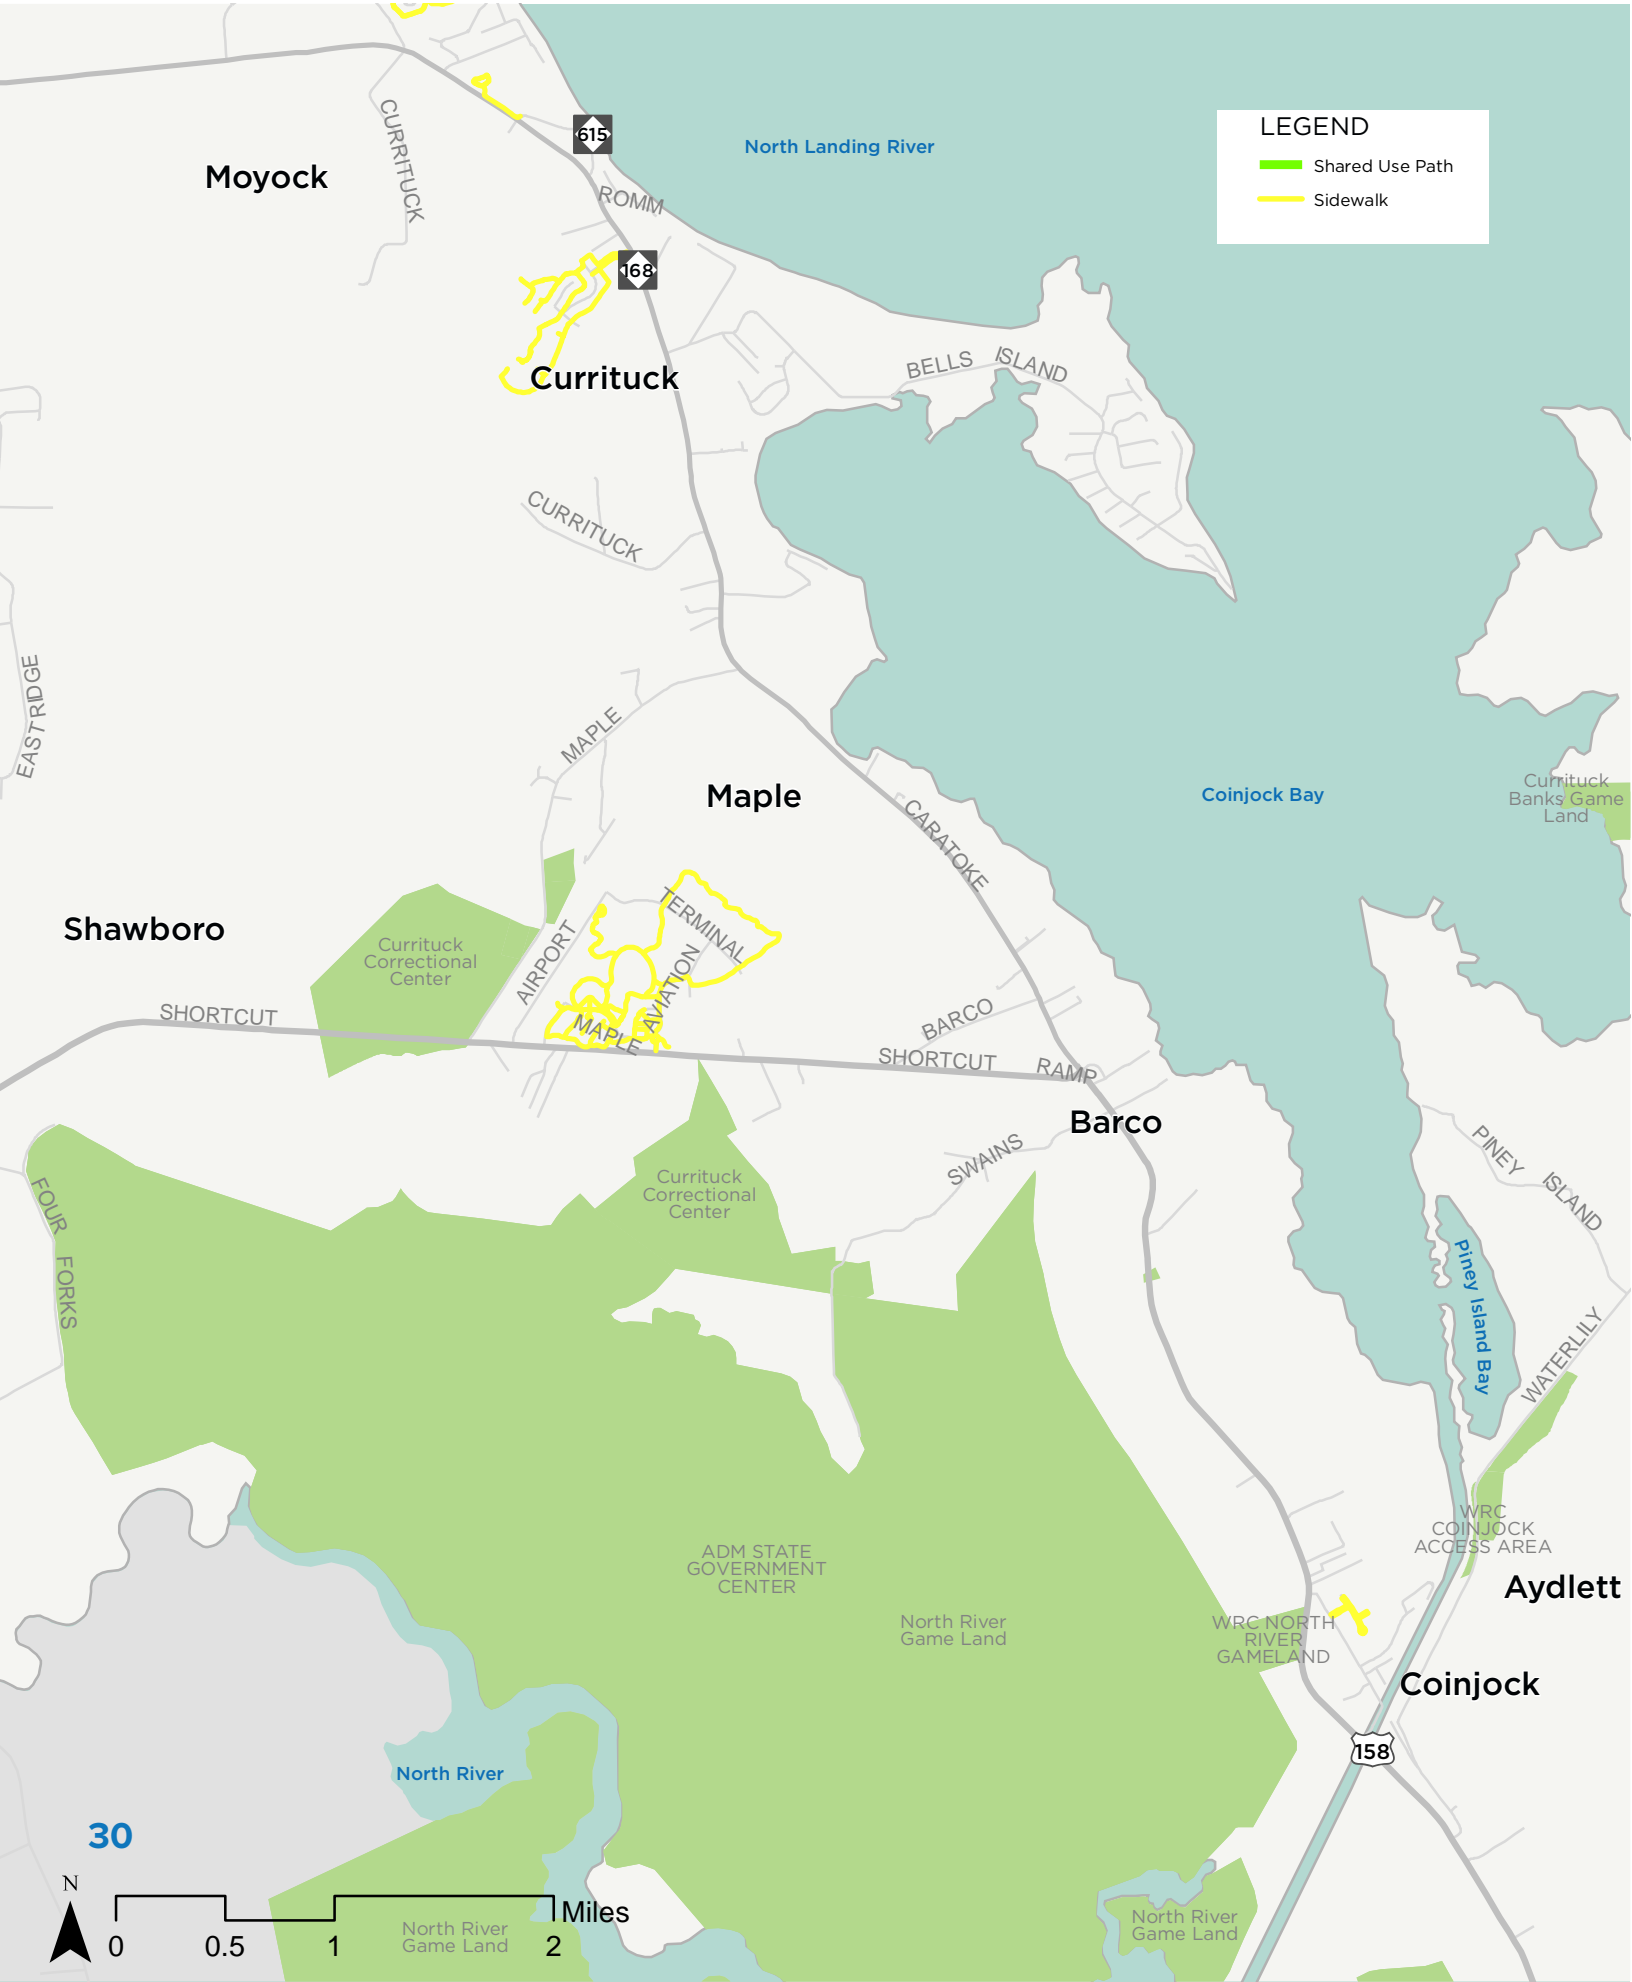 615
North Landing River
LEGEND
Shared Use Path
Sidewalk
Moyock
CURRITUCK
ROMM
168
Currituck
BELLS ISLAND
CURRITUCK
EASTRIDGE
MAPLE
Maple
Coinjock Bay
Currituck
Banks Game
Land
CARATOKE
Shawboro
Currituck
Correctional
Center
AIRPORT
TERMINAL
AVIATION
MAPLE
SHORTCUT
BARCO
SHORTCUT
RAMP
Barco
SWAINS
PINEY ISLAND
FOUR FORKS
Currituck
Correctional
Center
Piney Island Bay
WATERLILY
WRC
COINJOCK
ACCESS AREA
ADM STATE
GOVERNMENT
CENTER
Aydlett
North River
Game Land
WRC NORTH
RIVER
GAMELAND
Coinjock
158
North River
30
N
Miles
0
0.5
1
2
North River
Game Land
North River
Game Land